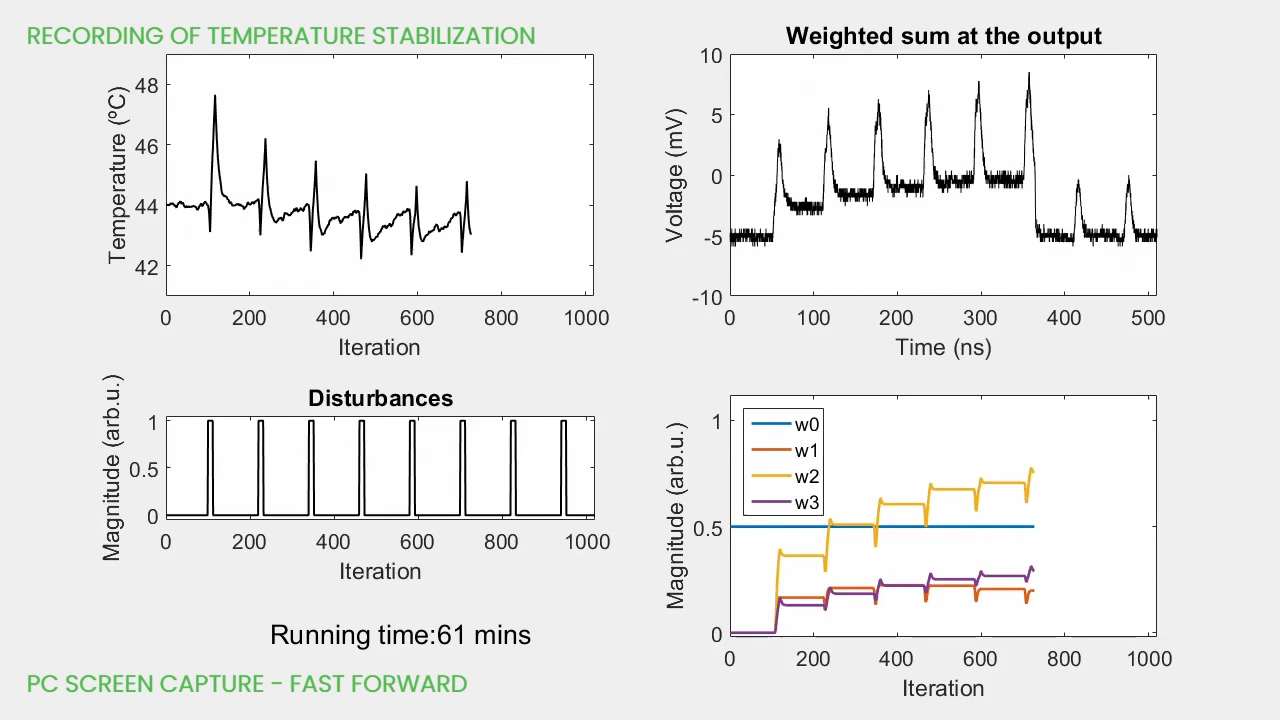 RECORDING OF TEMPERATURE STABILIZATION
Temperature (ºC)
48
46
44
42
0 200 400 600 800 1000
Iteration
Weighted sum at the output
Voltage (mV)
10
5
0
-5
-10
0 100 200 300 400 500
Time (ns)
Disturbances
Magnitude (arb.u.)
1
0.5
0
0 200 400 600 800 1000
Iteration
Magnitude (arb.u.)
1
0.5
0
w0
w1
w2
w3
0 200 400 600 800 1000
Iteration
Running time:61 mins
PC SCREEN CAPTURE - FAST FORWARD